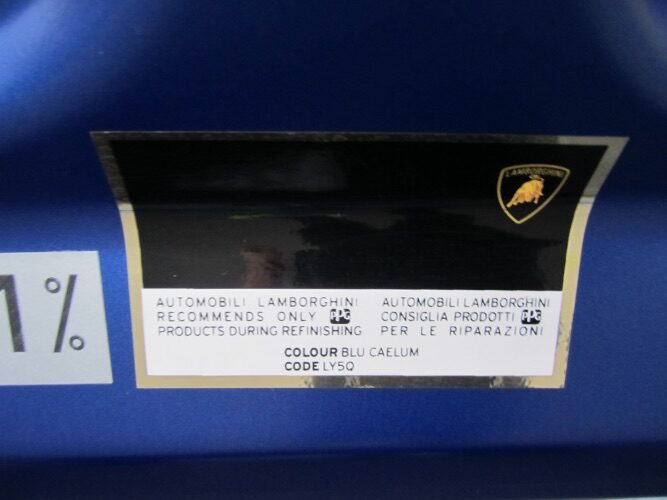 LAMBORGHINI
1%
AUTOMOBILI LAMBORGHINI
RECOMMENDS ONLY PPG
PRODUCTS DURING REFINISHING
AUTOMOBILI LAMBORGHINI
CONSIGLIA PRODOTTI PPG
PER LE RIPARAZIONI
COLOUR BLU CAELUM
CODE LY5Q